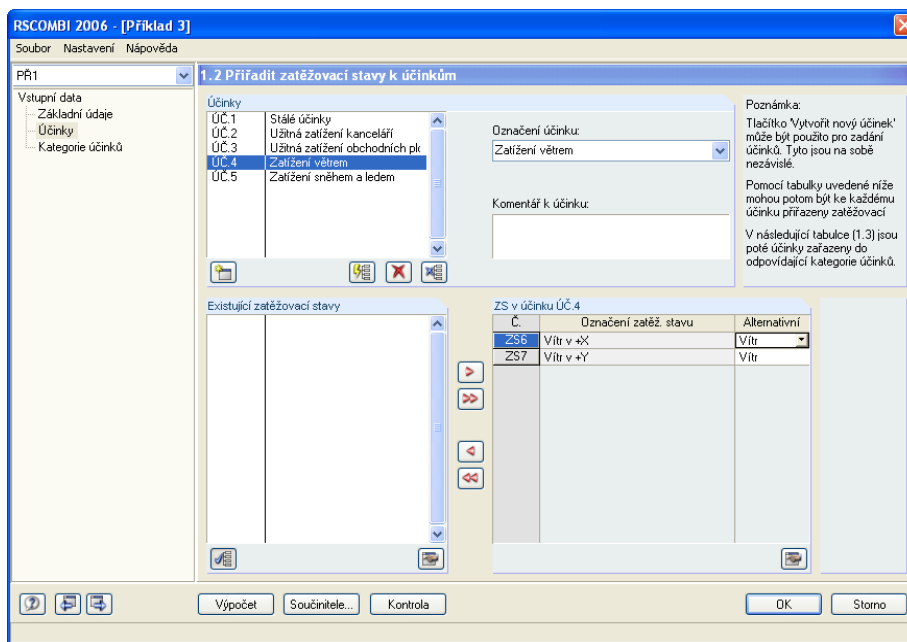 RSCOMBI 2006 - [Příklad 3]
Soubor Nastavení Nápověda
PŘ1
Vstupní data
Základní údaje
Účinky
Kategorie účinků
1.2 Přiřadit zatěžovací stavy k účinkům
Účinky
ÚČ.1 Stálé účinky
ÚČ.2 Užitná zatížení kanceláří
ÚČ.3 Užitná zatížení obchodních plo
ÚČ.4 Zatížení větrem
ÚČ.5 Zatížení sněhem a ledem
Označení účinku:
Zatížení větrem
Komentář k účinku:
Poznámka:
Tlačítko 'Vytvořit nový účinek'
může být použito pro zadání
účinků. Tyto jsou na sobě
nezávislé.
Pomocí tabulky uvedené níže
mohou potom být ke každému
účinku přiřazeny zatěžovací
V následující tabulce (1.3) jsou
poté účinky zařazeny do
odpovídající kategorie účinků.
Existující zatěžovací stavy
ZS v účinku ÚČ.4
Č. Označení zatěž. stavu Alternativní
ZS6 Vítr v +X Vítr
ZS7 Vítr v +Y Vítr
Výpočet Součinitele... Kontrola OK Storno